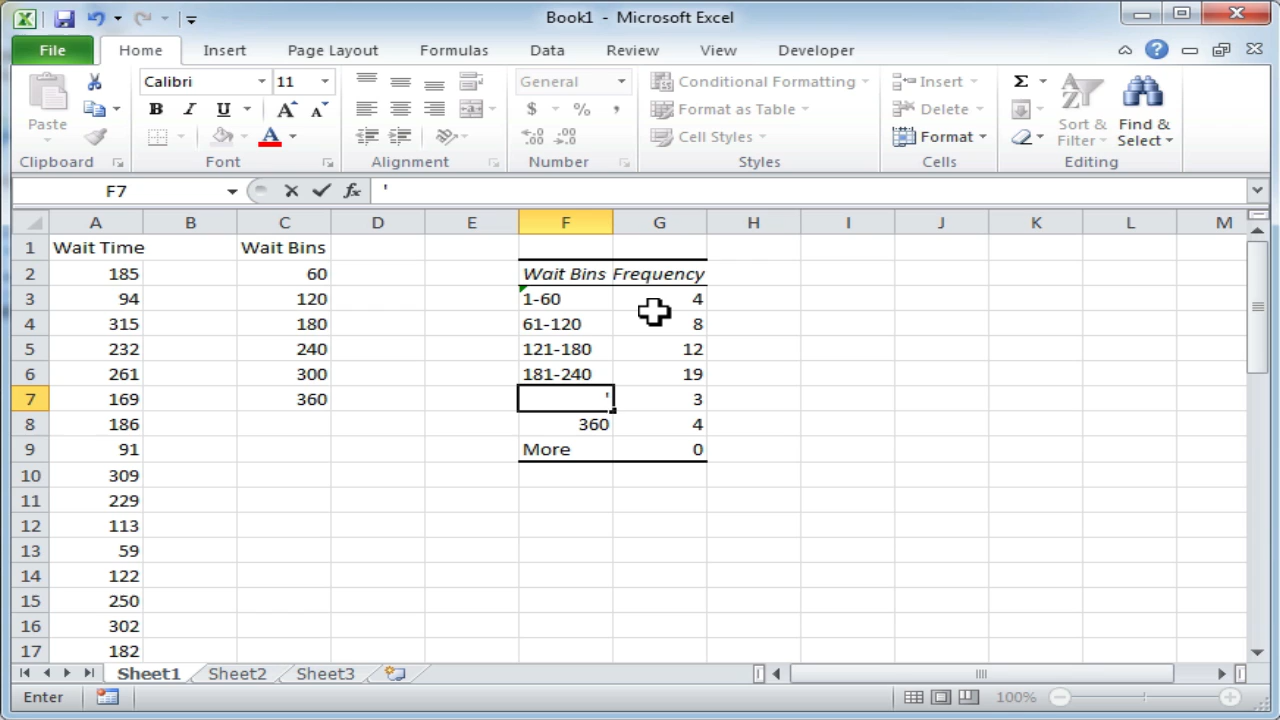 Book1 - Microsoft Excel
File Home Insert Page Layout Formulas Data Review View Developer
Calibri 11 General Conditional Formatting Insert
Paste B I U A A A $ % , Format as Table Delete Sort & Filter Find & Select
Cell Styles Format
Clipboard Font Alignment Number Styles Cells Editing
F7 fx '
A B C D E F G H I J K L M
1 Wait Time Wait Bins
2 185 60 Wait Bins Frequency
3 94 120 1-60 4
4 315 180 61-120 8
5 232 240 121-180 12
6 261 300 181-240 19
7 169 360 ' 3
8 186 360 4
9 91 More 0
10 309
11 229
12 113
13 59
14 122
15 250
16 302
17 182
Sheet1 Sheet2 Sheet3
Enter 100%